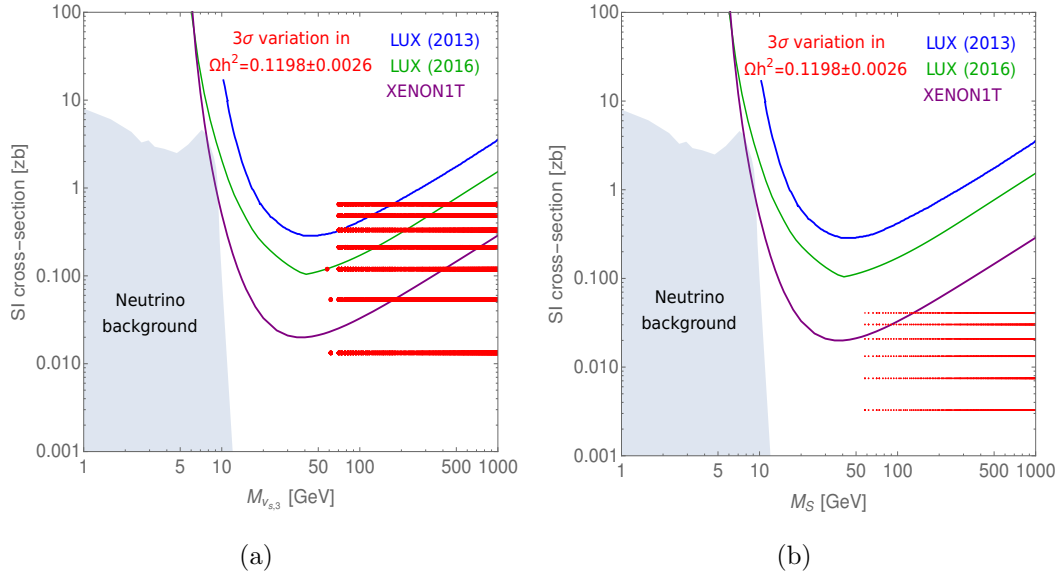 100
10
1
0.100
0.010
0.001
SI cross-section [zb]
3σ variation in
Ωh²=0.1198±0.0026
LUX (2013)
LUX (2016)
XENON1T
Neutrino
background
1 5 10 50 100 500 1000
M_{ν_{s,3}} [GeV]
(a)
100
10
1
0.100
0.010
0.001
SI cross-section [zb]
3σ variation in
Ωh²=0.1198±0.0026
LUX (2013)
LUX (2016)
XENON1T
Neutrino
background
1 5 10 50 100 500 1000
M_S [GeV]
(b)